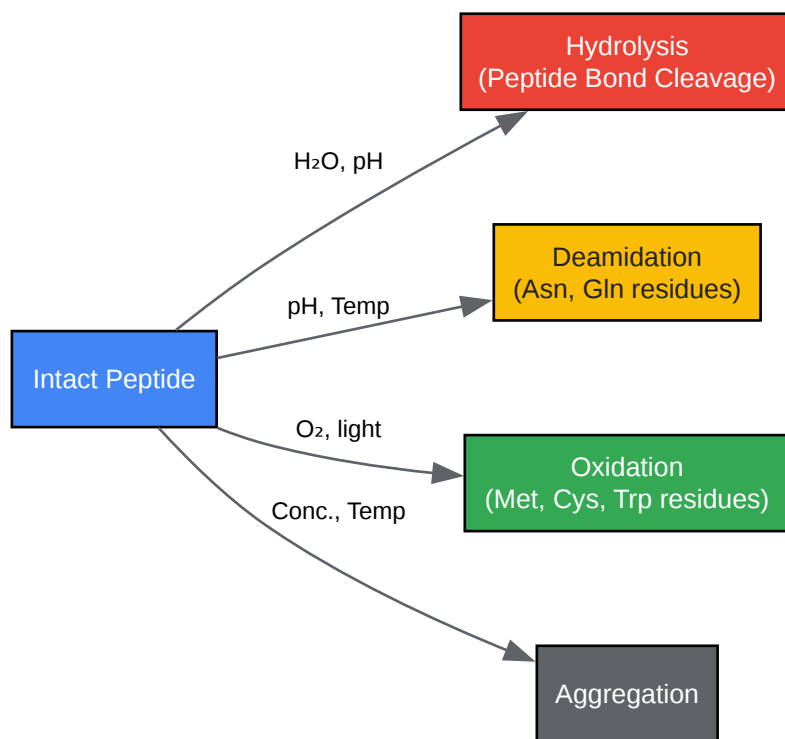 Hydrolysis
(Peptide Bond Cleavage)
H₂O, pH
Deamidation
(Asn, Gln residues)
pH, Temp
Intact Peptide
O₂, light
Oxidation
(Met, Cys, Trp residues)
Conc., Temp
Aggregation